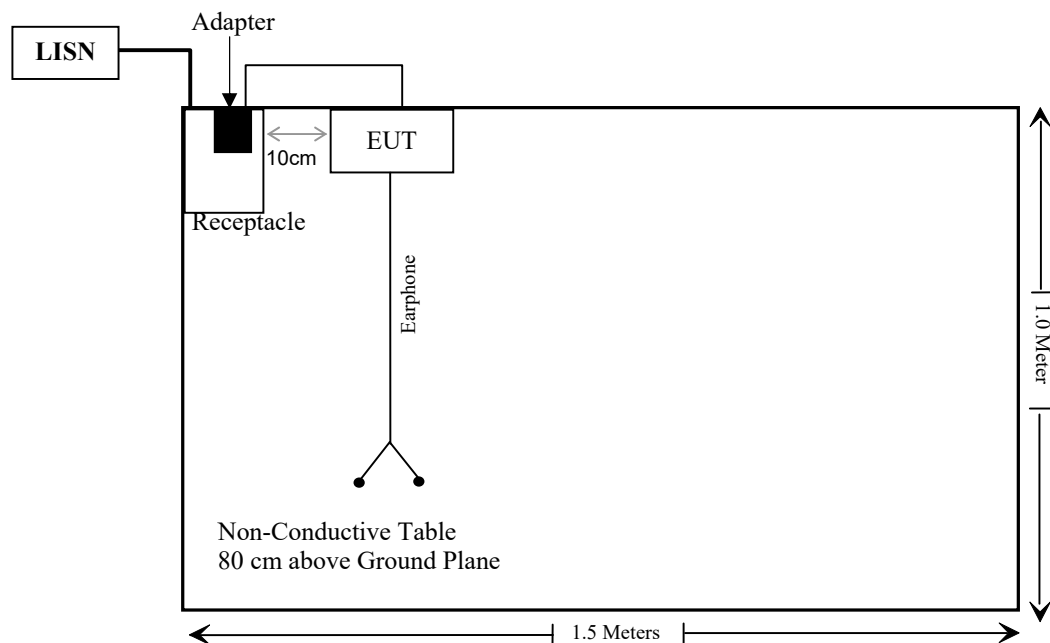 Adapter
LISN
EUT
10cm
Receptacle
Earphone
1.0 Meter
Non-Conductive Table
80 cm above Ground Plane
1.5 Meters